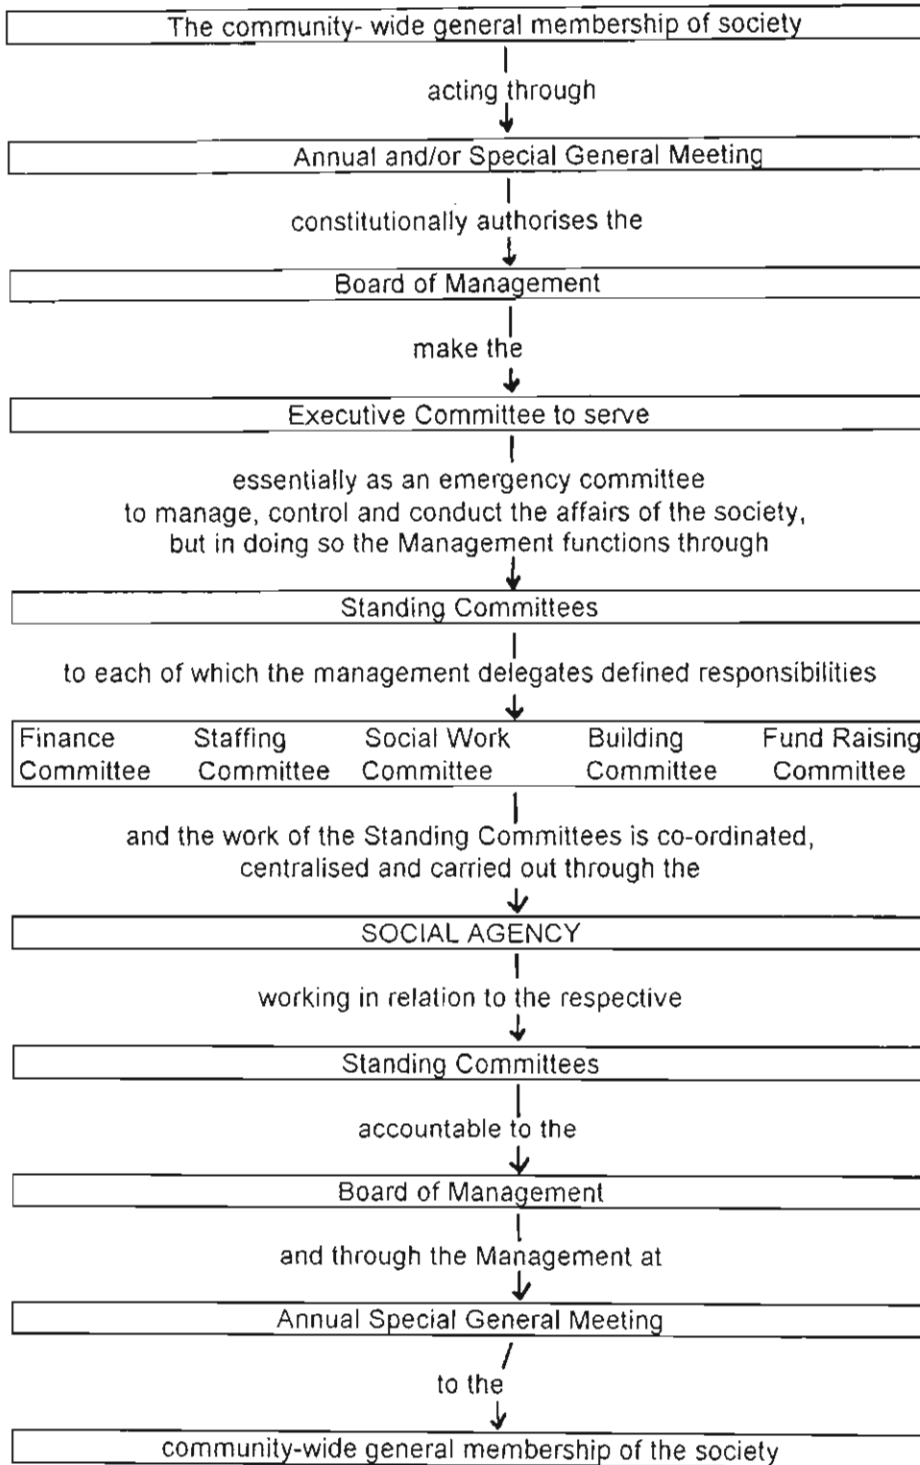 The community- wide general membership of society
acting through
Annual and/or Special General Meeting
constitutionally authorises the
Board of Management
make the
Executive Committee to serve
essentially as an emergency committee
to manage, control and conduct the affairs of the society,
but in doing so the Management functions through
Standing Committees
to each of which the management delegates defined responsibilities
Finance Staffing Social Work Building Fund Raising
Committee Committee Committee Committee Committee
and the work of the Standing Committees is co-ordinated,
centralised and carried out through the
SOCIAL AGENCY
working in relation to the respective
Standing Committees
accountable to the
Board of Management
and through the Management at
Annual Special General Meeting
to the
community-wide general membership of the society